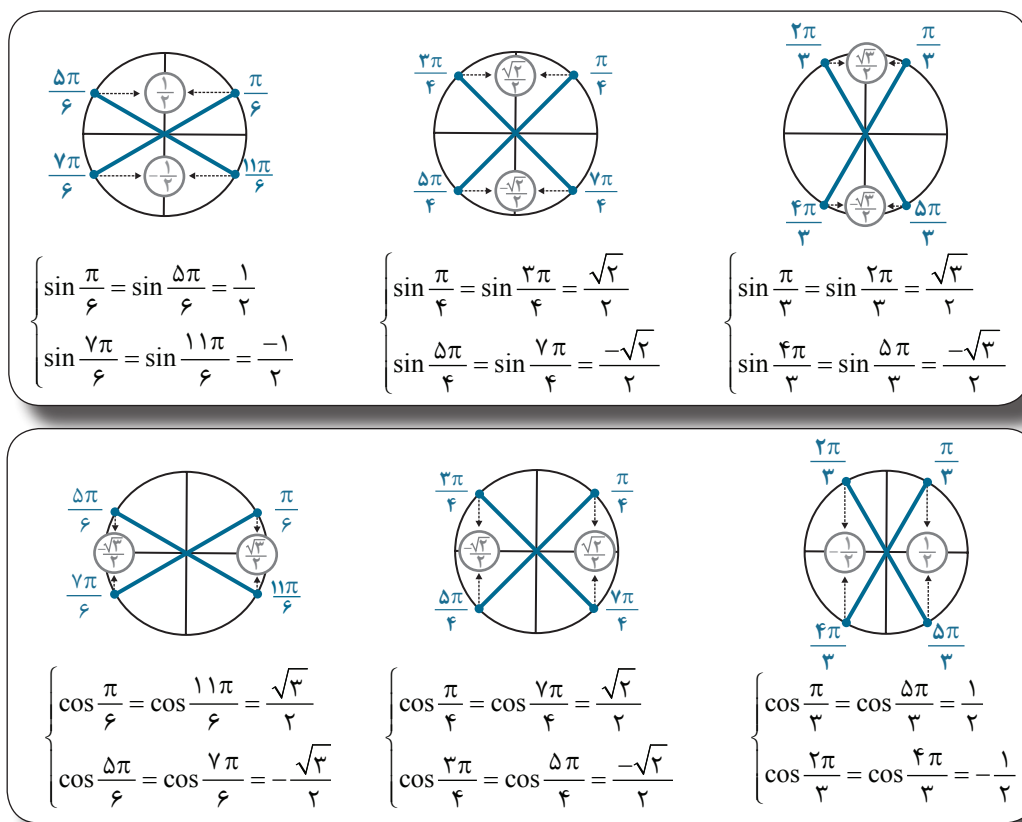 ۵π/۶ ۱/۲ π/۶
۷π/۶ -۱/۲ ۱۱π/۶
۳π/۴ √۲/۲ π/۴
۵π/۴ -√۲/۲ ۷π/۴
۲π/۳ √۳/۲ π/۳
۴π/۳ -√۳/۲ ۵π/۳
sin π/۶ = sin ۵π/۶ = ۱/۲
sin ۷π/۶ = sin ۱۱π/۶ = -۱/۲
sin π/۴ = sin ۳π/۴ = √۲/۲
sin ۵π/۴ = sin ۷π/۴ = -√۲/۲
sin π/۳ = sin ۲π/۳ = √۳/۲
sin ۴π/۳ = sin ۵π/۳ = -√۳/۲
۵π/۶ π/۶
-√۳/۲ √۳/۲
۷π/۶ ۱۱π/۶
۳π/۴ π/۴
-√۲/۲ √۲/۲
۵π/۴ ۷π/۴
۲π/۳ π/۳
-۱/۲ ۱/۲
۴π/۳ ۵π/۳
cos π/۶ = cos ۱۱π/۶ = √۳/۲
cos ۵π/۶ = cos ۷π/۶ = -√۳/۲
cos π/۴ = cos ۷π/۴ = √۲/۲
cos ۳π/۴ = cos ۵π/۴ = -√۲/۲
cos π/۳ = cos ۵π/۳ = ۱/۲
cos ۲π/۳ = cos ۴π/۳ = -۱/۲